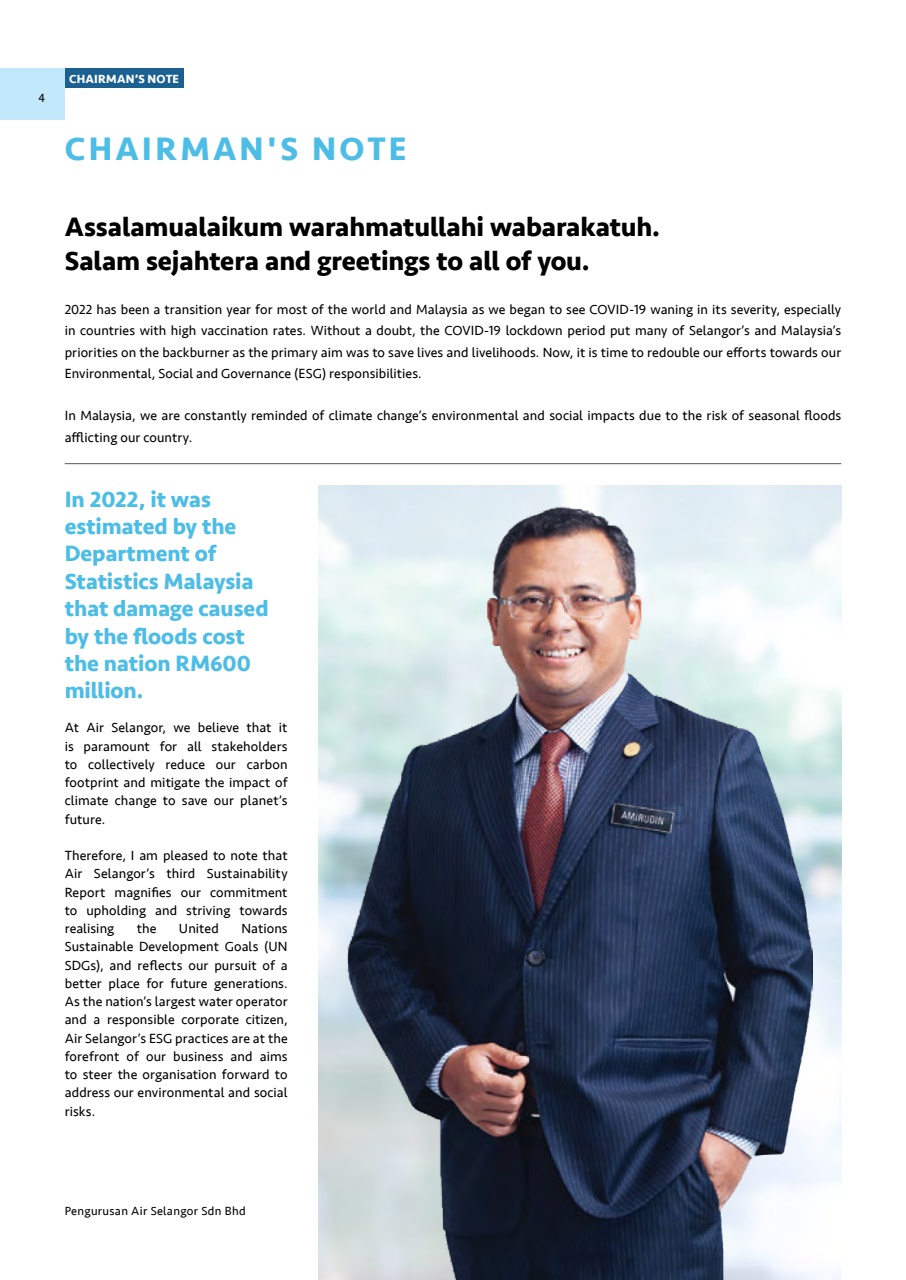 CHAIRMAN'S NOTE
4
CHAIRMAN'S NOTE
Assalamualaikum warahmatullahi wabarakatuh.
Salam sejahtera and greetings to all of you.
2022 has been a transition year for most of the world and Malaysia as we began to see COVID-19 waning in its severity, especially
in countries with high vaccination rates. Without a doubt, the COVID-19 lockdown period put many of Selangor's and Malaysia's
priorities on the backburner as the primary aim was to save lives and livelihoods. Now, it is time to redouble our efforts towards our
Environmental, Social and Governance (ESG) responsibilities.
In Malaysia, we are constantly reminded of climate change's environmental and social impacts due to the risk of seasonal floods
afflicting our country.
In 2022, it was
estimated by the
Department of
Statistics Malaysia
that damage caused
by the floods cost
the nation RM600
million.
At Air Selangor, we believe that it
is paramount for all stakeholders
to collectively reduce our carbon
footprint and mitigate the impact of
climate change to save our planet's
future.
Therefore, I am pleased to note that
Air Selangor's third Sustainability
Report magnifies our commitment
to upholding and striving towards
realising the United Nations
Sustainable Development Goals (UN
SDGs), and reflects our pursuit of a
better place for future generations.
As the nation's largest water operator
and a responsible corporate citizen,
Air Selangor's ESG practices are at the
forefront of our business and aims
to steer the organisation forward to
address our environmental and social
risks.
AMIRUDIN
Pengurusan Air Selangor Sdn Bhd